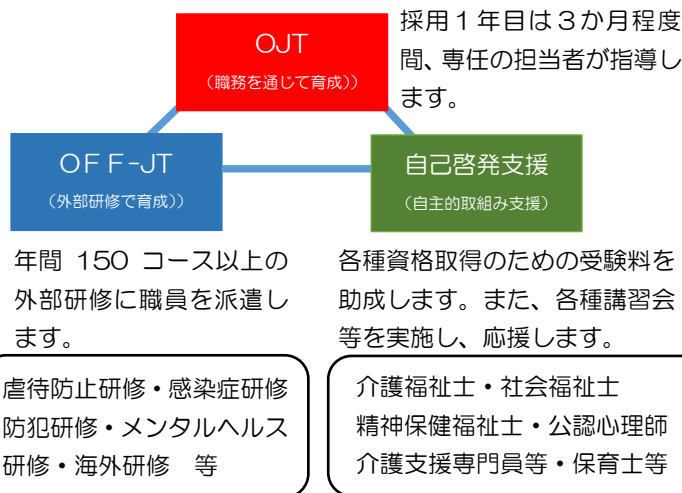 OJT
（職務を通じて育成））
採用１年目は３か月程度
間、専任の担当者が指導し
ます。
OFF-JT
（外部研修で育成））
自己啓発支援
（自主的取組み支援）
年間 150 コース以上の
外部研修に職員を派遣し
ます。
各種資格取得のための受験料を
助成します。また、各種講習会
等を実施し、応援します。
虐待防止研修・感染症研修
防犯研修・メンタルヘルス
研修・海外研修　等
介護福祉士・社会福祉士
精神保健福祉士・公認心理師
介護支援専門員等・保育士等